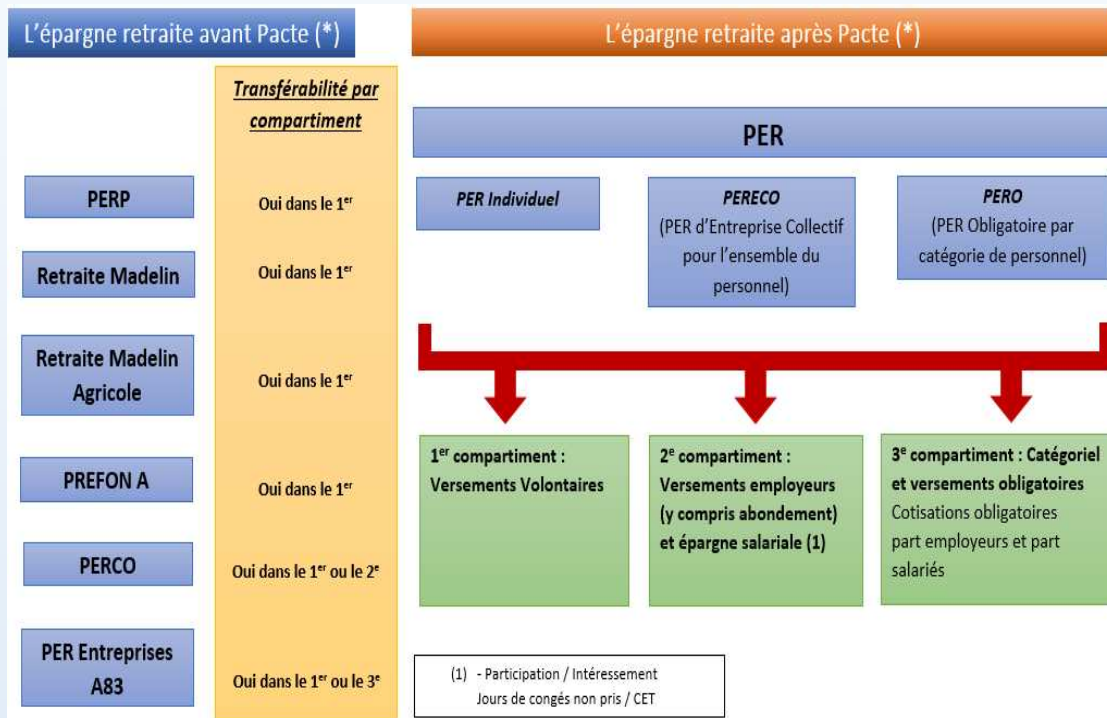 L'épargne retraite avant Pacte (*)
L'épargne retraite après Pacte (*)
Transférabilité par
compartiment
PERP
Oui dans le 1er
Retraite Madelin
Oui dans le 1er
Retraite Madelin
Agricole
Oui dans le 1er
PREFON A
Oui dans le 1er
PERCO
Oui dans le 1er ou le 2e
PER Entreprises
A83
Oui dans le 1er ou le 3e
PER
PER Individuel
PERECO
(PER d'Entreprise Collectif
pour l'ensemble du
personnel)
PERO
(PER Obligatoire par
catégorie de personnel)
1er compartiment :
Versements Volontaires
2e compartiment :
Versements employeurs
(y compris abondement)
et épargne salariale (1)
3e compartiment : Catégoriel
et versements obligatoires
Cotisations obligatoires
part employeurs et part
salariés
(1) - Participation / Intéressement
Jours de congés non pris / CET